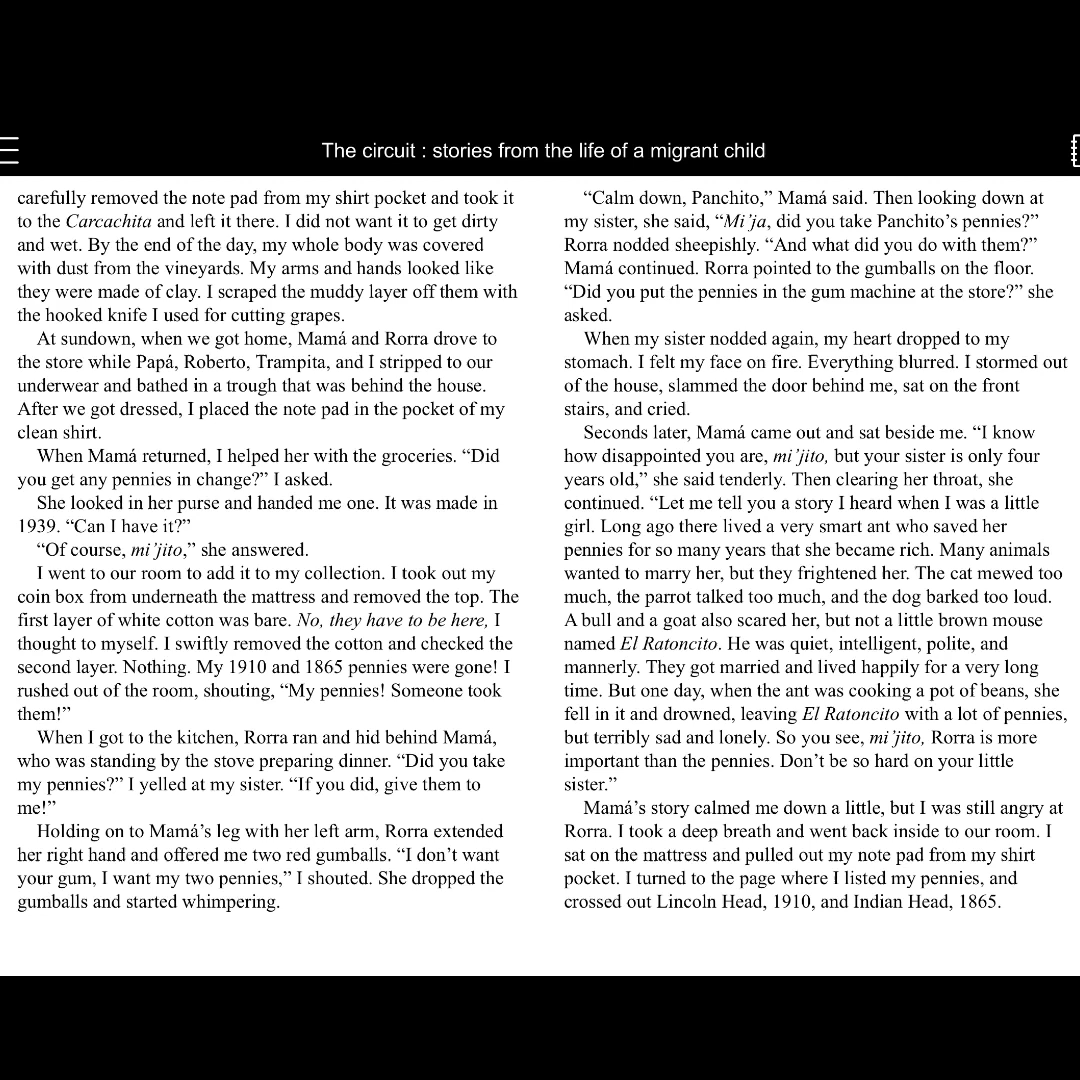 The circuit : stories from the life of a migrant child
carefully removed the note pad from my shirt pocket and took it
to the Carcachita and left it there. I did not want it to get dirty
and wet. By the end of the day, my whole body was covered
with dust from the vineyards. My arms and hands looked like
they were made of clay. I scraped the muddy layer off them with
the hooked knife I used for cutting grapes.
At sundown, when we got home, Mamá and Rorra drove to
the store while Papá, Roberto, Trampita, and I stripped to our
underwear and bathed in a trough that was behind the house.
After we got dressed, I placed the note pad in the pocket of my
clean shirt.
When Mamá returned, I helped her with the groceries. “Did
you get any pennies in change?” I asked.
She looked in her purse and handed me one. It was made in
1939. “Can I have it?”
“Of course, mi’jito,” she answered.
I went to our room to add it to my collection. I took out my
coin box from underneath the mattress and removed the top. The
first layer of white cotton was bare. No, they have to be here, I
thought to myself. I swiftly removed the cotton and checked the
second layer. Nothing. My 1910 and 1865 pennies were gone! I
rushed out of the room, shouting, “My pennies! Someone took
them!”
When I got to the kitchen, Rorra ran and hid behind Mamá,
who was standing by the stove preparing dinner. “Did you take
my pennies?” I yelled at my sister. “If you did, give them to
me!”
Holding on to Mamá’s leg with her left arm, Rorra extended
her right hand and offered me two red gumballs. “I don’t want
your gum, I want my two pennies,” I shouted. She dropped the
gumballs and started whimpering.
“Calm down, Panchito,” Mamá said. Then looking down at
my sister, she said, “Mi’ja, did you take Panchito’s pennies?”
Rorra nodded sheepishly. “And what did you do with them?”
Mamá continued. Rorra pointed to the gumballs on the floor.
“Did you put the pennies in the gum machine at the store?” she
asked.
When my sister nodded again, my heart dropped to my
stomach. I felt my face on fire. Everything blurred. I stormed out
of the house, slammed the door behind me, sat on the front
stairs, and cried.
Seconds later, Mamá came out and sat beside me. “I know
how disappointed you are, mi’jito, but your sister is only four
years old,” she said tenderly. Then clearing her throat, she
continued. “Let me tell you a story I heard when I was a little
girl. Long ago there lived a very smart ant who saved her
pennies for so many years that she became rich. Many animals
wanted to marry her, but they frightened her. The cat mewed too
much, the parrot talked too much, and the dog barked too loud.
A bull and a goat also scared her, but not a little brown mouse
named El Ratoncito. He was quiet, intelligent, polite, and
mannerly. They got married and lived happily for a very long
time. But one day, when the ant was cooking a pot of beans, she
fell in it and drowned, leaving El Ratoncito with a lot of pennies,
but terribly sad and lonely. So you see, mi’jito, Rorra is more
important than the pennies. Don’t be so hard on your little
sister.”
Mamá’s story calmed me down a little, but I was still angry at
Rorra. I took a deep breath and went back inside to our room. I
sat on the mattress and pulled out my note pad from my shirt
pocket. I turned to the page where I listed my pennies, and
crossed out Lincoln Head, 1910, and Indian Head, 1865.